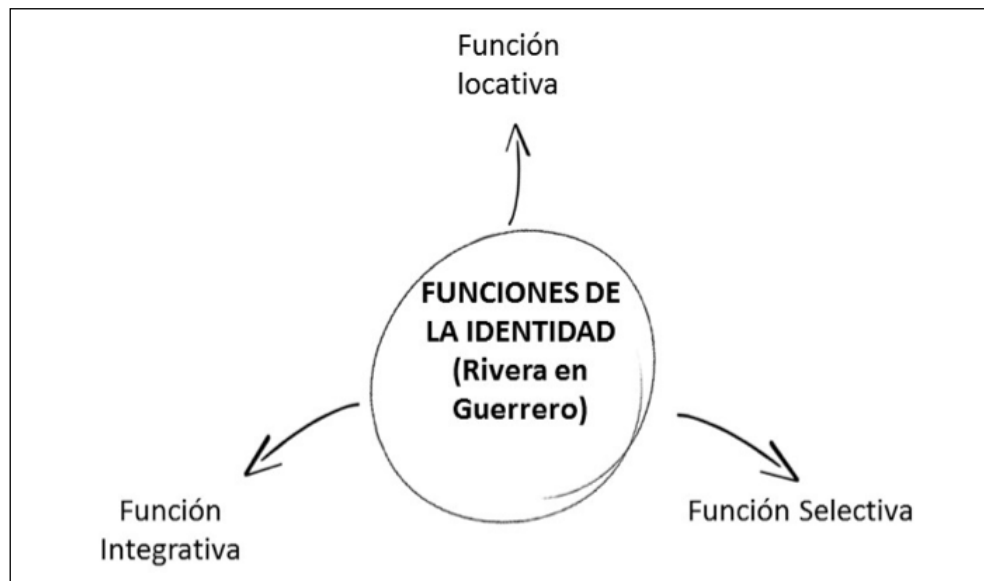 Función
locativa
FUNCIONES DE
LA IDENTIDAD
(Rivera en
Guerrero)
Función
Integrativa
Función Selectiva